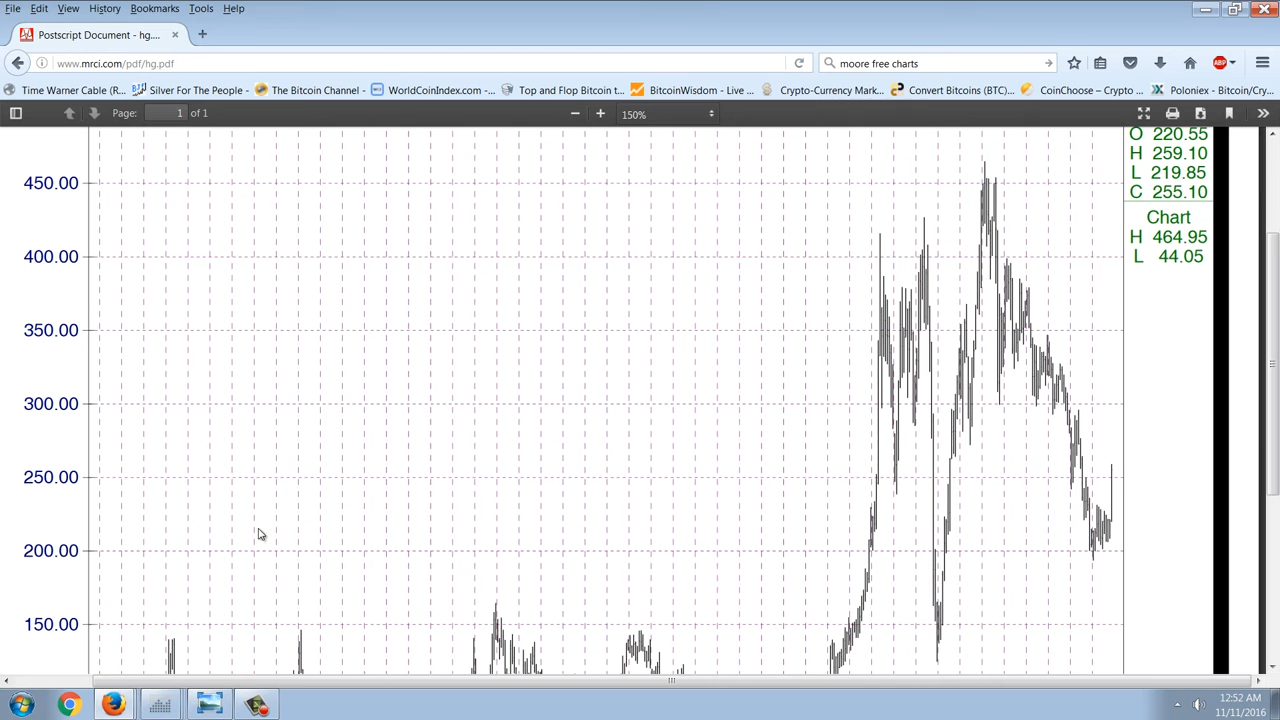 File Edit View History Bookmarks Tools Help
Postscript Document - hg....
www.mrci.com/pdf/hg.pdf
moore free charts
ABP
Time Warner Cable (R...
Silver For The People - ...
The Bitcoin Channel - ...
WorldCoinIndex.com -...
Top and Flop Bitcoin t...
BitcoinWisdom - Live ...
Crypto-Currency Mark...
Convert Bitcoins (BTC)...
CoinChoose – Crypto ...
Poloniex - Bitcoin/Cry...
Page: 1 of 1
150%
O 220.55
H 259.10
L 219.85
C 255.10
Chart
H 464.95
L 44.05
450.00
400.00
350.00
300.00
250.00
200.00
150.00
12:52 AM
11/11/2016